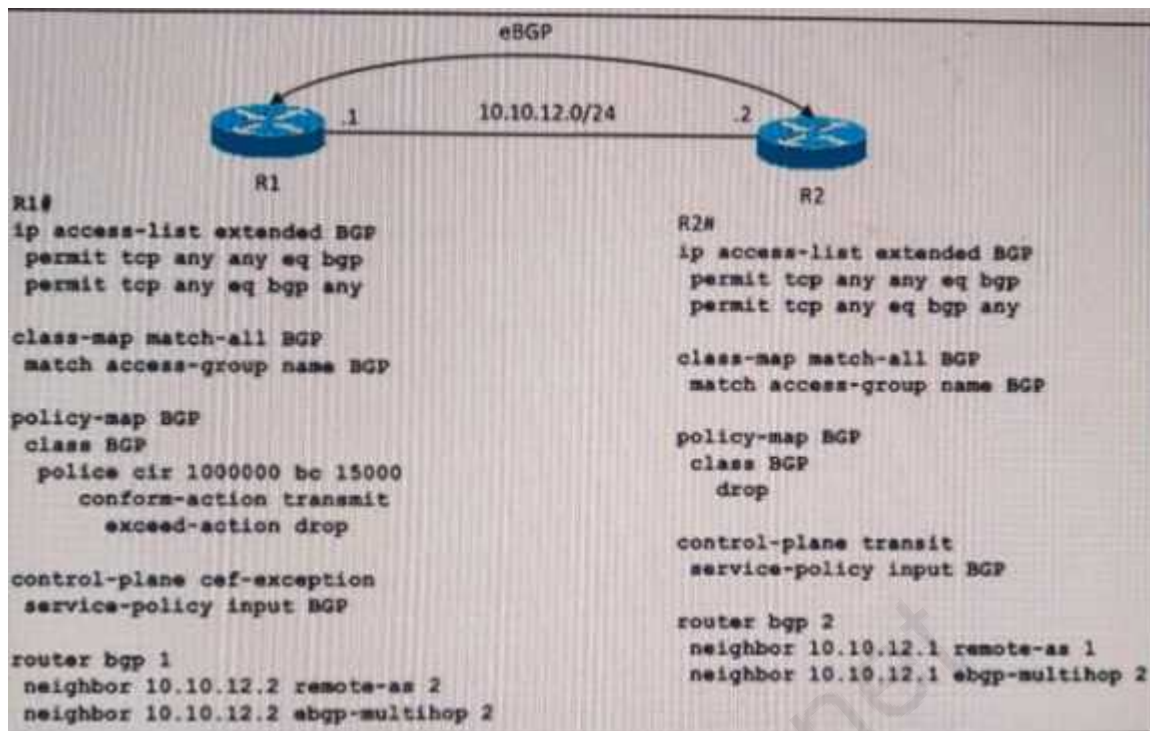 eBGP
.1
10.10.12.0/24
.2
R1
R2
R1#
ip access-list extended BGP
permit tcp any any eq bgp
permit tcp any eq bgp any
class-map match-all BGP
match access-group name BGP
policy-map BGP
class BGP
police cir 1000000 bc 15000
conform-action transmit
exceed-action drop
control-plane cef-exception
service-policy input BGP
router bgp 1
neighbor 10.10.12.2 remote-as 2
neighbor 10.10.12.2 ebgp-multihop 2
R2#
ip access-list extended BGP
permit tcp any any eq bgp
permit tcp any eq bgp any
class-map match-all BGP
match access-group name BGP
policy-map BGP
class BGP
drop
control-plane transit
service-policy input BGP
router bgp 2
neighbor 10.10.12.1 remote-as 1
neighbor 10.10.12.1 ebgp-multihop 2